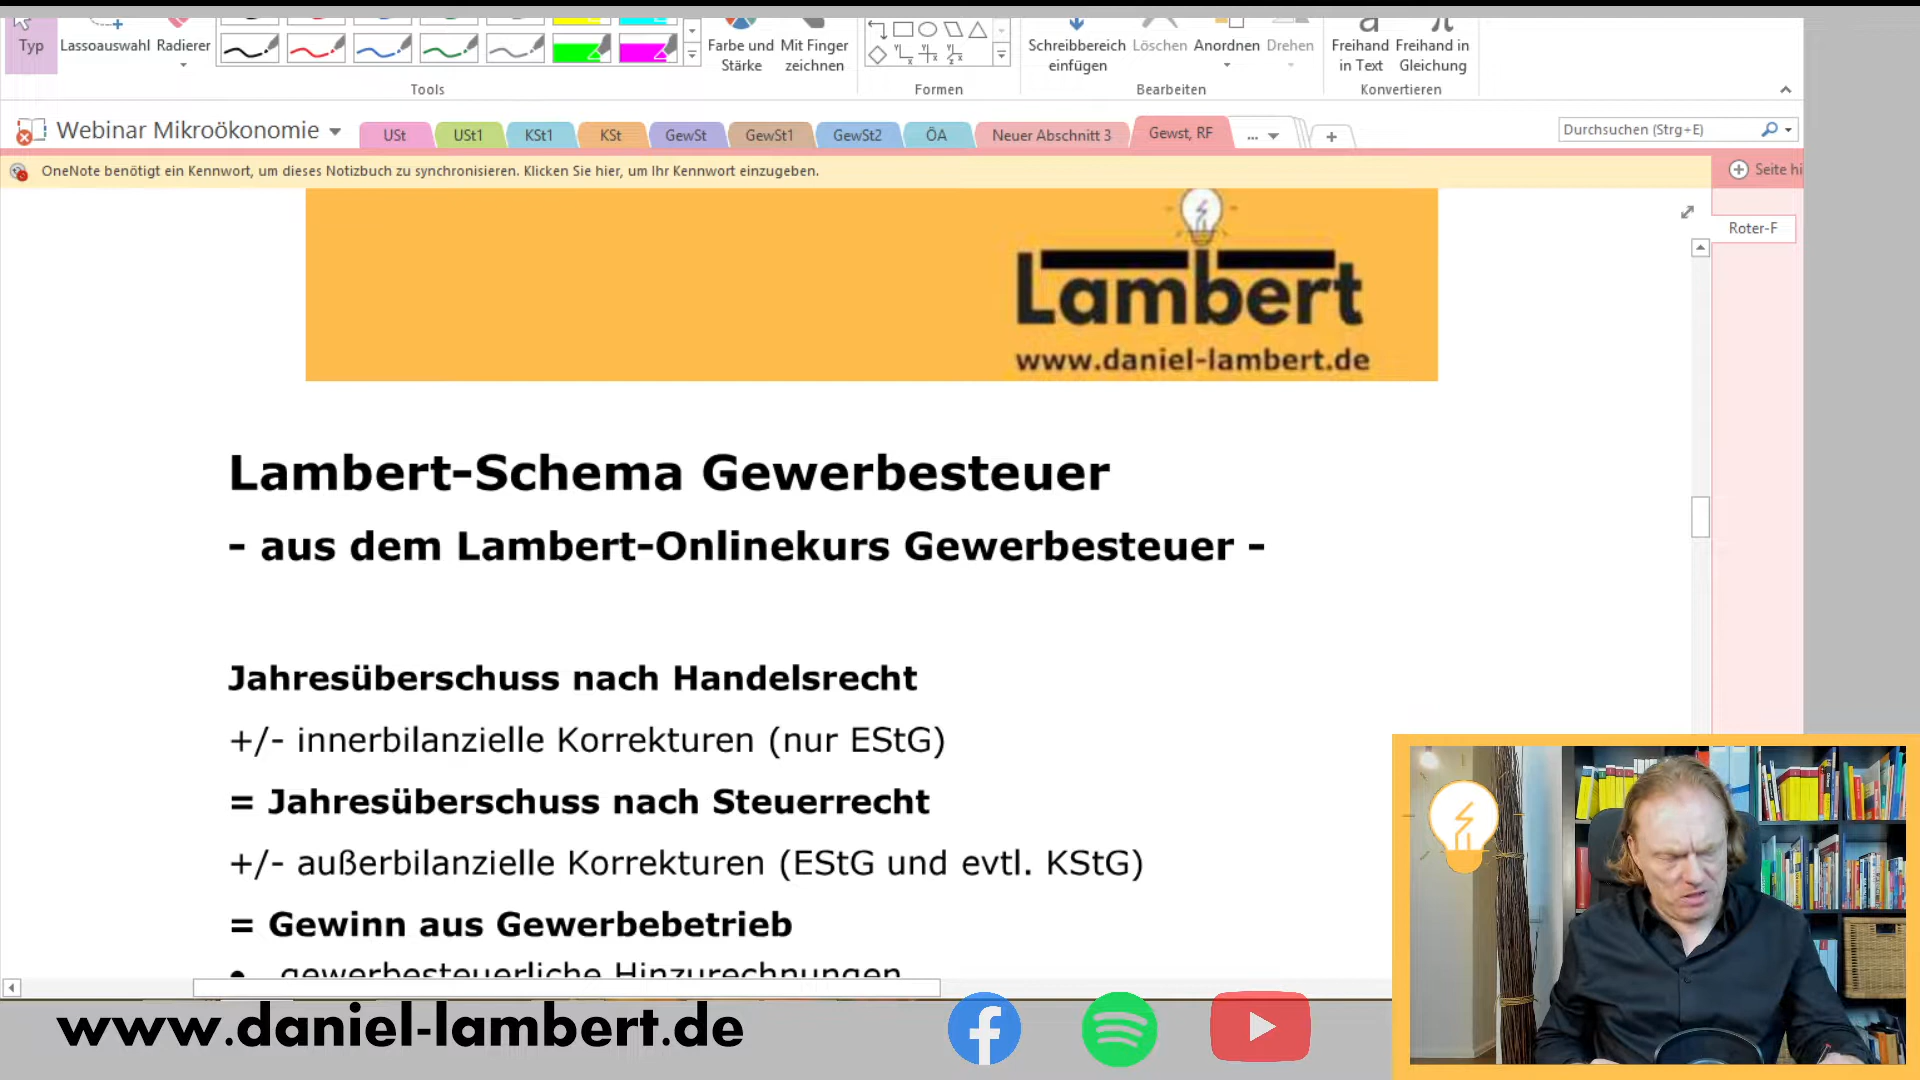 Typ
Lassoauswahl
Radierer
Farbe und Stärke
Mit Finger zeichnen
Schreibbereich einfügen
Löschen
Anordnen
Drehen
Freihand in Text
Freihand in Gleichung
Tools
Formen
Bearbeiten
Konvertieren
Webinar Mikroökonomie
USt
USt1
KSt1
KSt
GewSt
GewSt1
GewSt2
ÖA
Neuer Abschnitt 3
Gewst, RF
...
Durchsuchen (Strg+E)
OneNote benötigt ein Kennwort, um dieses Notizbuch zu synchronisieren. Klicken Sie hier, um Ihr Kennwort einzugeben.
Seite hi
Roter-F
Lambert
www.daniel-lambert.de
Lambert-Schema Gewerbesteuer
- aus dem Lambert-Onlinekurs Gewerbesteuer -
Jahresüberschuss nach Handelsrecht
+/- innerbilanzielle Korrekturen (nur EStG)
= Jahresüberschuss nach Steuerrecht
+/- außerbilanzielle Korrekturen (EStG und evtl. KStG)
= Gewinn aus Gewerbebetrieb
• gewerbesteuerliche Hinzurechnungen
www.daniel-lambert.de